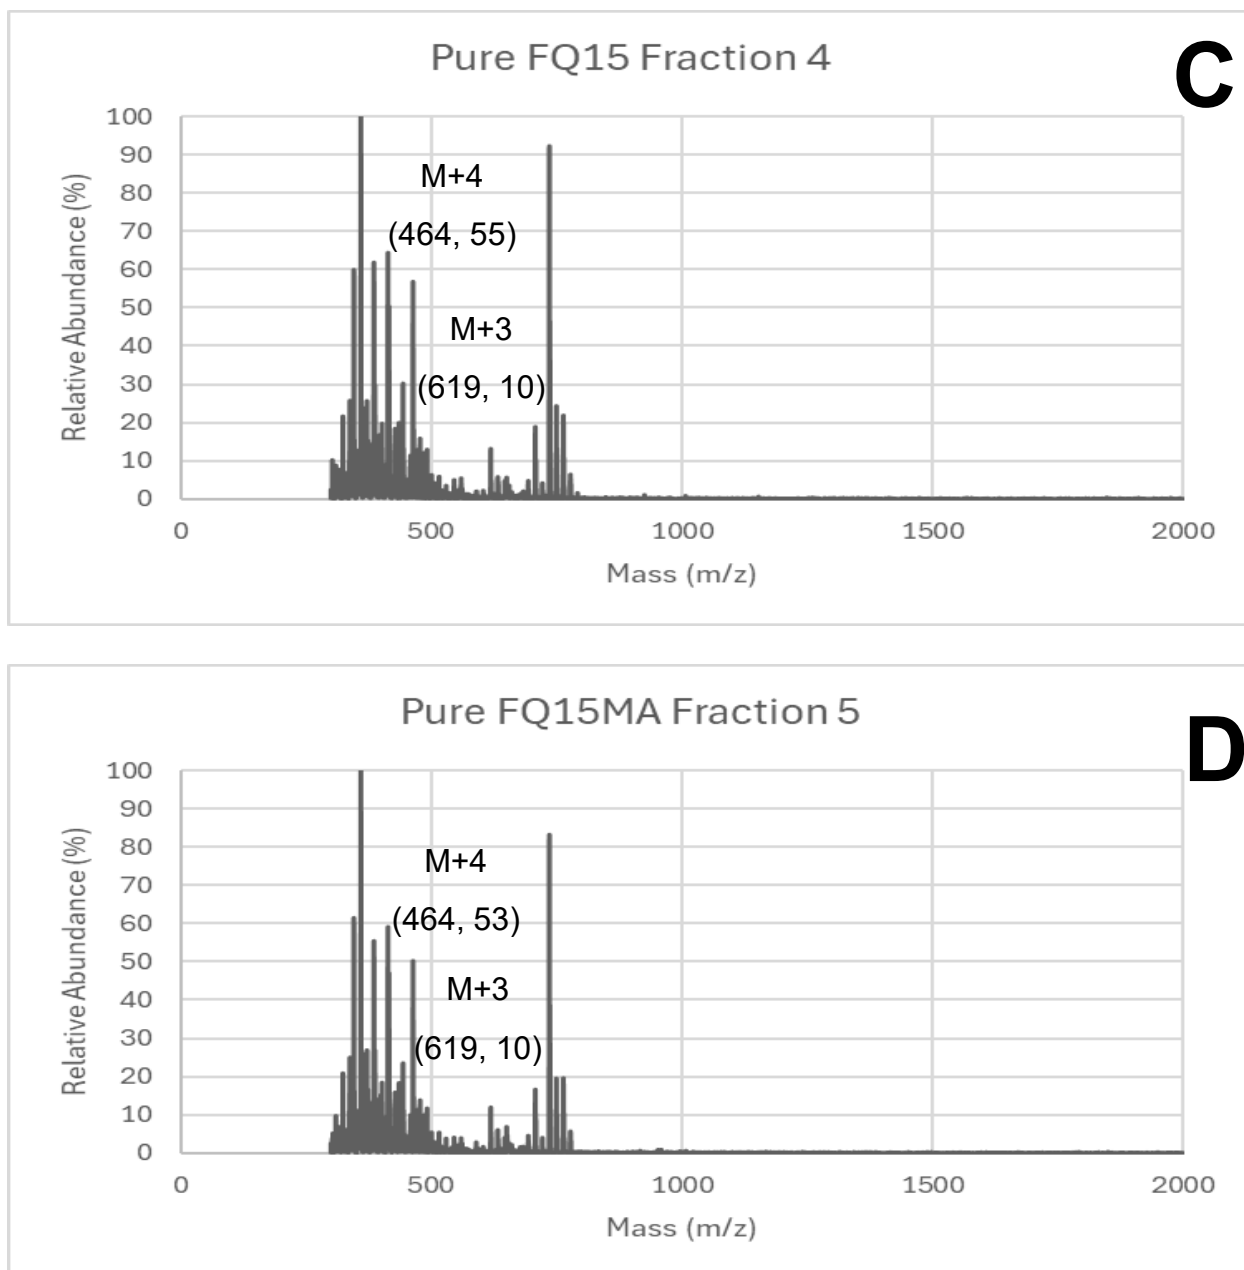 Pure FQ15 Fraction 4
C
100
90
80
70
60
50
40
30
20
10
0
Relative Abundance (%)
M+4
(464, 55)
M+3
(619, 10)
0 500 1000 1500 2000
Mass (m/z)
Pure FQ15MA Fraction 5
D
100
90
80
70
60
50
40
30
20
10
0
Relative Abundance (%)
M+4
(464, 53)
M+3
(619, 10)
0 500 1000 1500 2000
Mass (m/z)